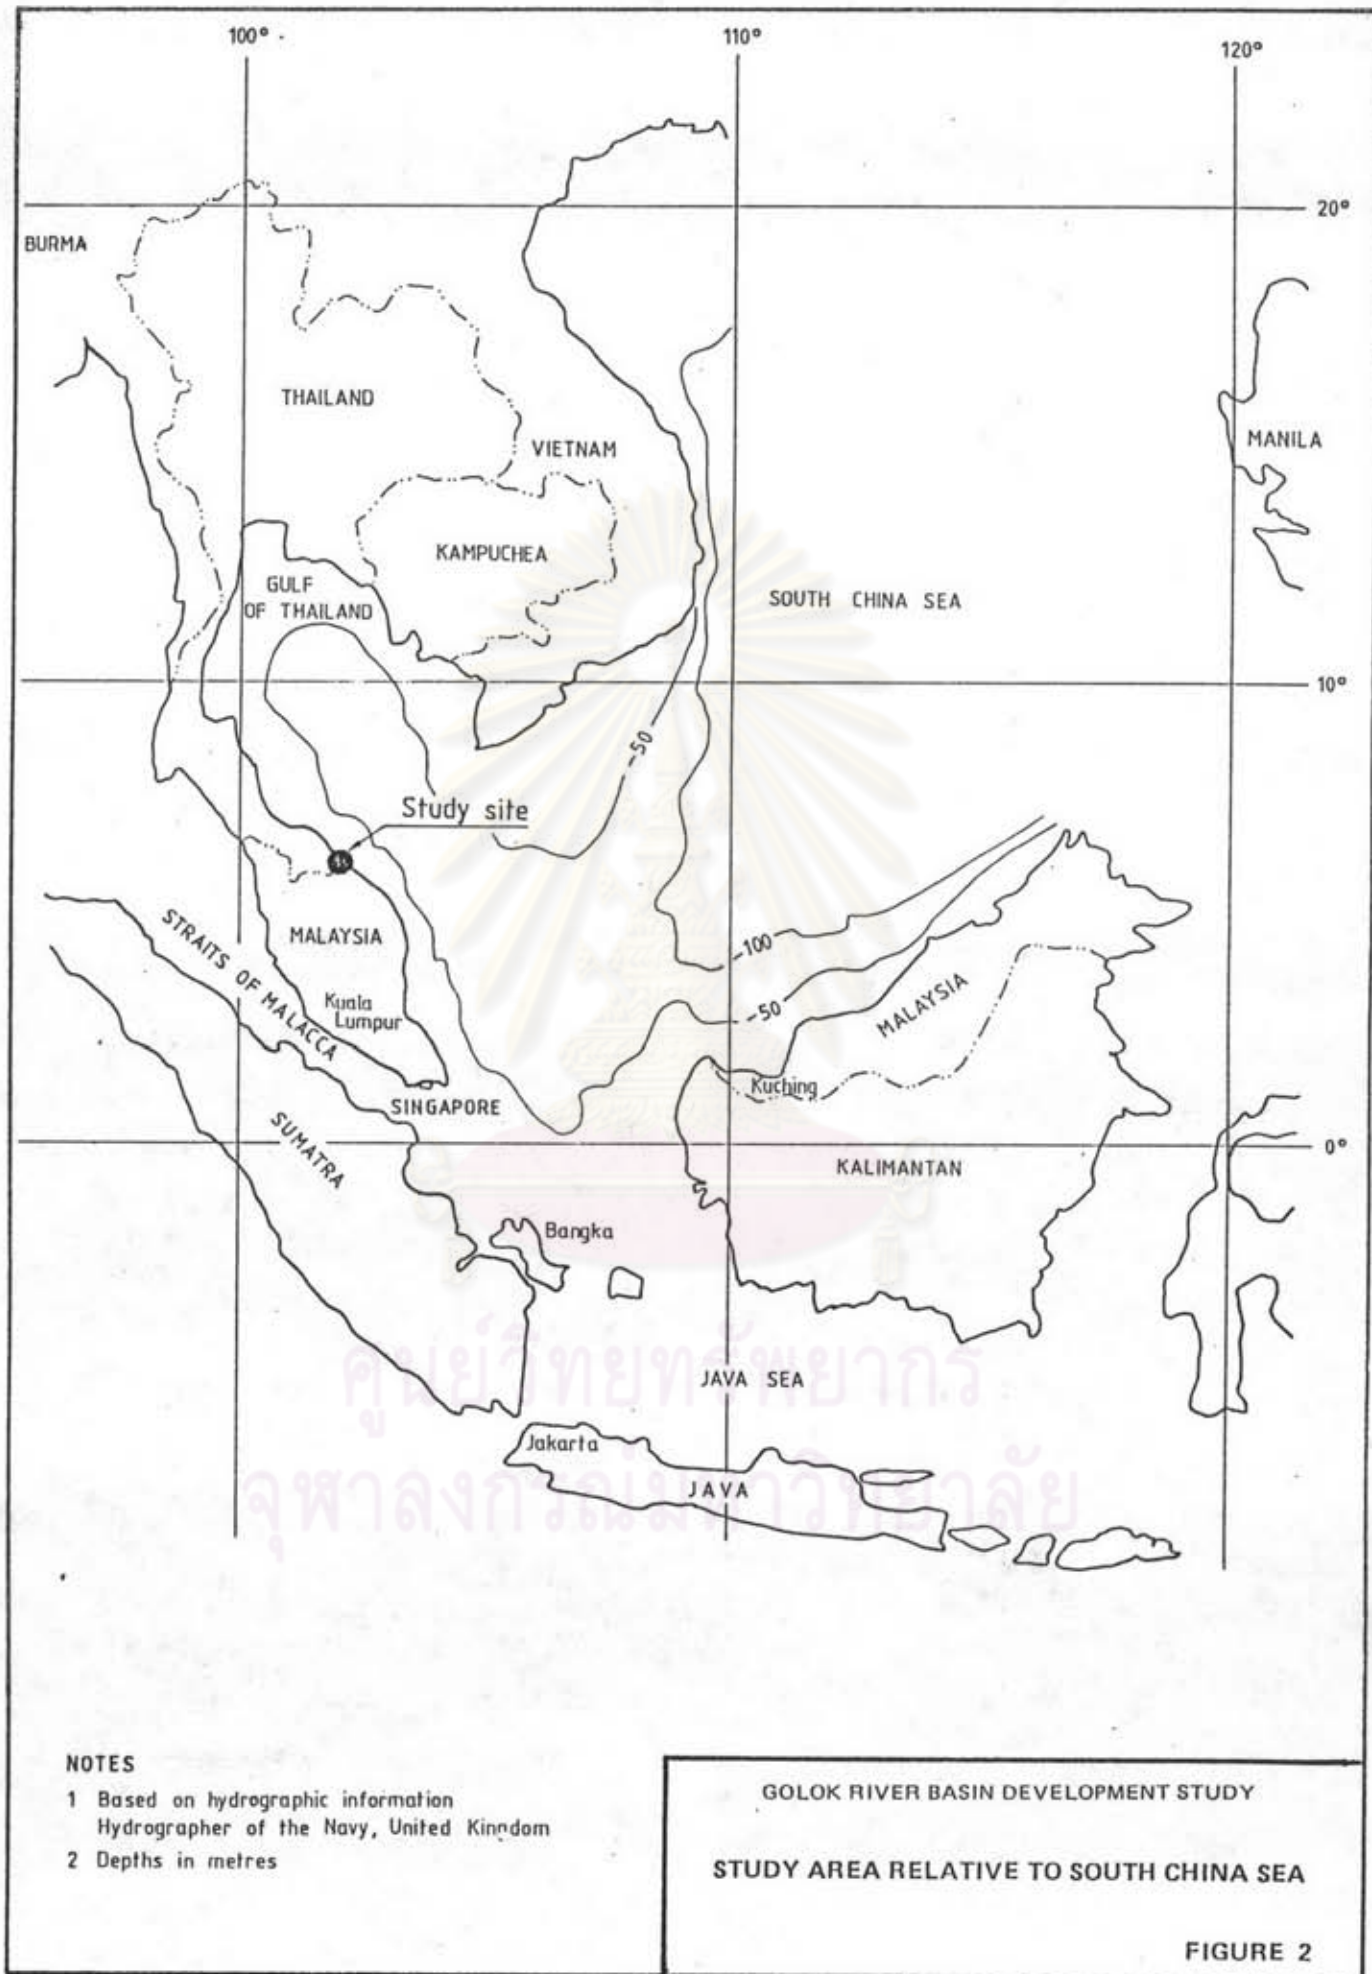 100°
110°
120°
20°
BURMA
THAILAND
VIETNAM
MANILA
KAMPUCHEA
GULF
OF THAILAND
SOUTH CHINA SEA
10°
50
Study site
STRAITS OF MALACCA
MALAYSIA
100
Kuala
Lumpur
50
MALAYSIA
Kuching
SINGAPORE
SUMATRA
0°
KALIMANTAN
Bangka
ศูนย์วิทยทรัพยากร
JAVA SEA
Jakarta
จุฬาลงกรณ์มหาวิทยาลัย
JAVA
NOTES
1 Based on hydrographic information
Hydrographer of the Navy, United Kingdom
2 Depths in metres
GOLOK RIVER BASIN DEVELOPMENT STUDY
STUDY AREA RELATIVE TO SOUTH CHINA SEA
FIGURE 2